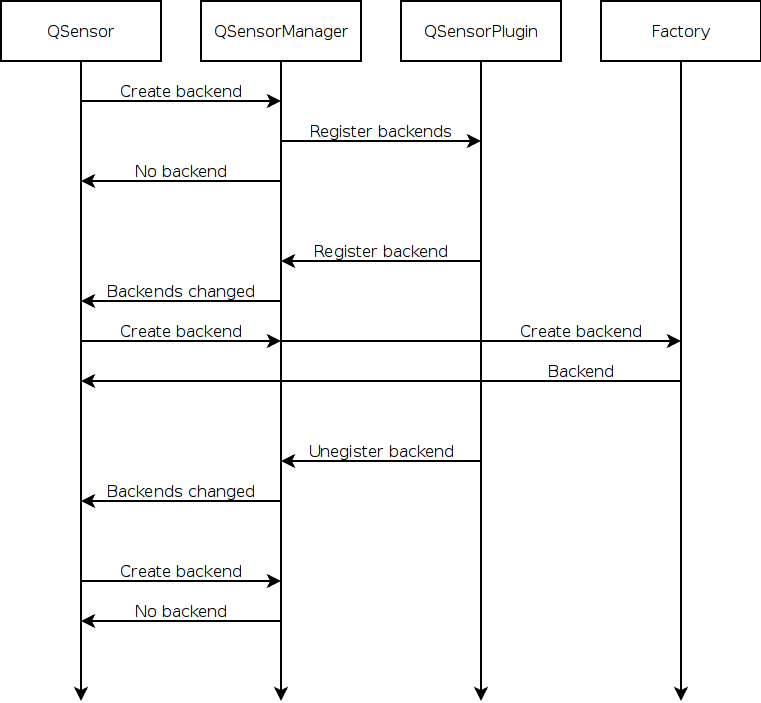 QSensor
QSensorManager
QSensorPlugin
Factory
Create backend
Register backends
No backend
Register backend
Backends changed
Create backend
Create backend
Backend
Unegister backend
Backends changed
Create backend
No backend